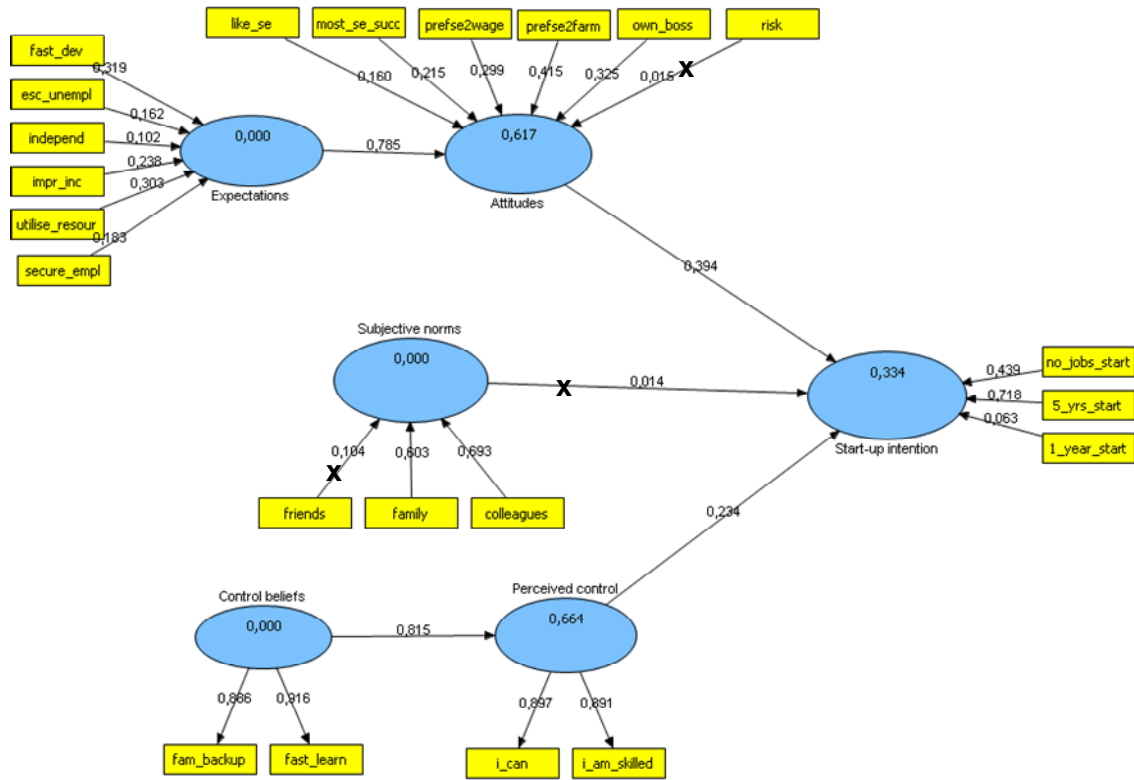 like_se
most_se_succ
prefse2wage
prefse2farm
own_boss
risk
fast_dev
esc_unempl
independ
impr_inc
utilise_resour
secure_empl
0,319
0,162
0,102
0,238
0,303
0,183
0,160
0,215
0,299
0,415
0,325
0,015
X
0,000
Expectations
0,785
0,617
Attitudes
0,394
Subjective norms
0,000
X
0,014
0,104
X
0,603
0,693
friends
family
colleagues
0,334
Start-up intention
0,439
0,718
0,063
no_jobs_start
5_yrs_start
1_year_start
0,234
Control beliefs
0,000
0,815
Perceived control
0,664
0,886
0,916
0,897
0,891
fam_backup
fast_learn
i_can
i_am_skilled